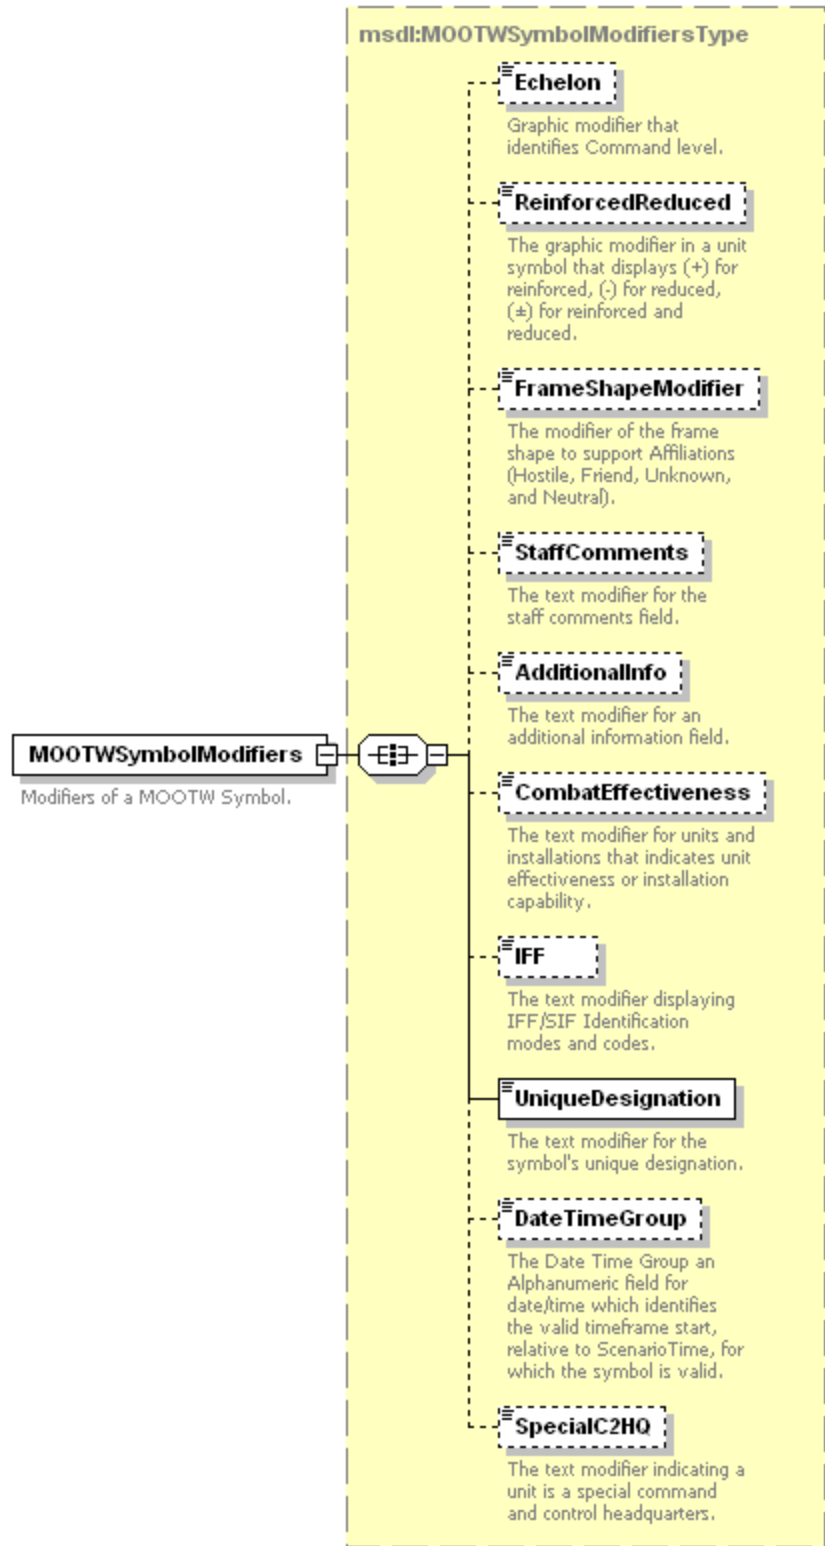 msdl:MOOTWSymbolModifiersType
Echelon
Graphic modifier that
identifies Command level.
ReinforcedReduced
The graphic modifier in a unit
symbol that displays (+) for
reinforced, (-) for reduced,
(±) for reinforced and
reduced.
FrameShapeModifier
The modifier of the frame
shape to support Affiliations
(Hostile, Friend, Unknown,
and Neutral).
StaffComments
The text modifier for the
staff comments field.
AdditionalInfo
The text modifier for an
additional information field.
MOOTWSymbolModifiers
Modifiers of a MOOTW Symbol.
CombatEffectiveness
The text modifier for units and
installations that indicates unit
effectiveness or installation
capability.
IFF
The text modifier displaying
IFF/SIF Identification
modes and codes.
UniqueDesignation
The text modifier for the
symbol's unique designation.
DateTimeGroup
The Date Time Group an
Alphanumeric field for
date/time which identifies
the valid timeframe start,
relative to ScenarioTime, for
which the symbol is valid.
SpecialC2HQ
The text modifier indicating a
unit is a special command
and control headquarters.